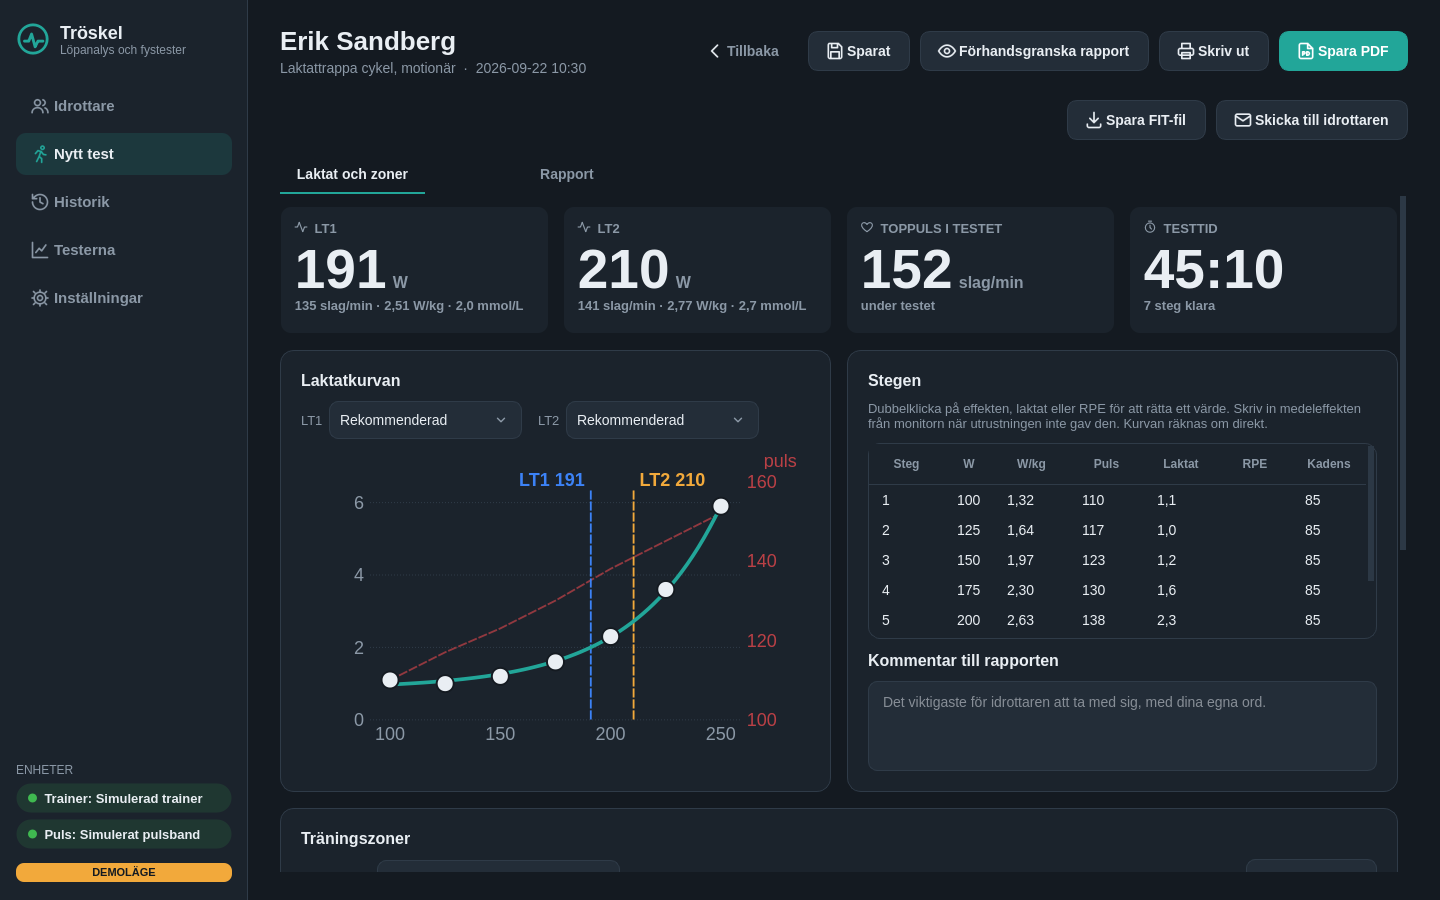 Tröskel
Löpanalys och fystester
Idrottare
Nytt test
Historik
Testerna
Inställningar
ENHETER
Trainer: Simulerad trainer
Puls: Simulerat pulsband
DEMOLÄGE
Erik Sandberg
Laktattrappa cykel, motionär · 2026-09-22 10:30
Tillbaka
Sparat
Förhandsgranska rapport
Skriv ut
Spara PDF
Spara FIT-fil
Skicka till idrottaren
Laktat och zoner
Rapport
LT1
191 W
135 slag/min · 2,51 W/kg · 2,0 mmol/L
LT2
210 W
141 slag/min · 2,77 W/kg · 2,7 mmol/L
TOPPULS I TESTET
152 slag/min
under testet
TESTTID
45:10
7 steg klara
Laktatkurvan
LT1 Rekommenderad LT2 Rekommenderad
puls
LT1 191 LT2 210 160
6
4 140
2 120
0 100
100 150 200 250
Stegen
Dubbelklicka på effekten, laktat eller RPE för att rätta ett värde. Skriv in medeleffekten
från monitorn när utrustningen inte gav den. Kurvan räknas om direkt.
Steg W W/kg Puls Laktat RPE Kadens
1 100 1,32 110 1,1 85
2 125 1,64 117 1,0 85
3 150 1,97 123 1,2 85
4 175 2,30 130 1,6 85
5 200 2,63 138 2,3 85
Kommentar till rapporten
Det viktigaste för idrottaren att ta med sig, med dina egna ord.
Träningszoner